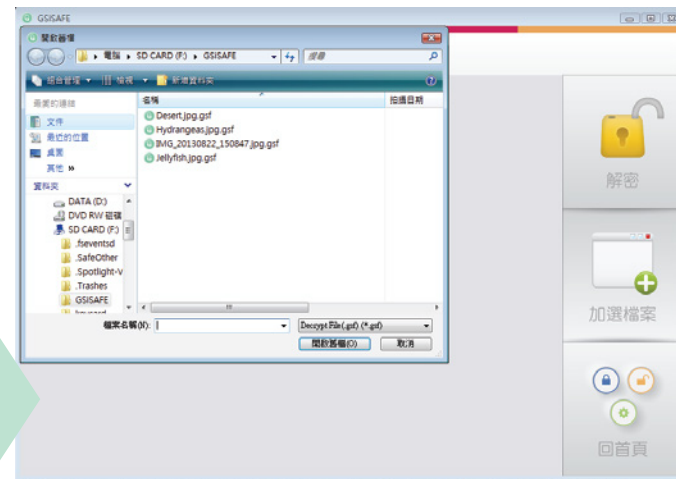 GSISAFE
開啟舊檔
電腦 ▸ SD CARD (F:) ▸ GSISAFE
搜尋
組合管理 檢視 新增資料夾
最愛的連結
文件
最近的位置
桌面
其他 »
資料夾
DATA (D:)
DVD RW 磁碟
SD CARD (F:)
.fseventsd
.SafeOther
.Spotlight-V
.Trashes
GSISAFE
名稱
拍攝日期
Desert.jpg.gsf
Hydrangeas.jpg.gsf
IMG_20130822_150847.jpg.gsf
Jellyfish.jpg.gsf
檔案名稱(N):
Decrypt File(.gsf) (*.gsf)
開啟舊檔(O)
取消
解密
加選檔案
回首頁